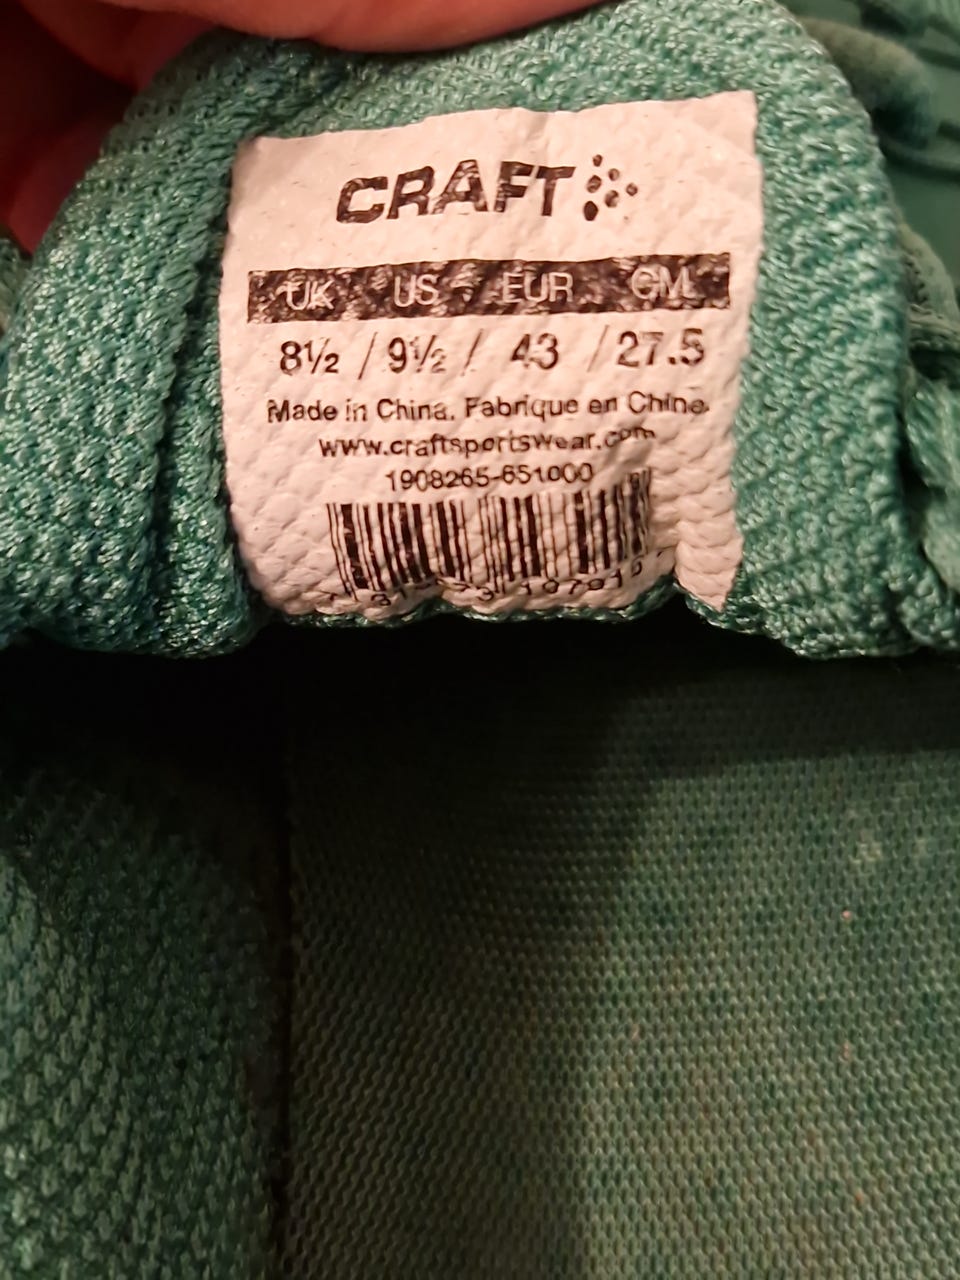 CRAFT
UK US EUR CM
8½ / 9½ / 43 / 27.5
Made in China. Fabrique en Chine.
www.craftsportswear.com
1908265-651000